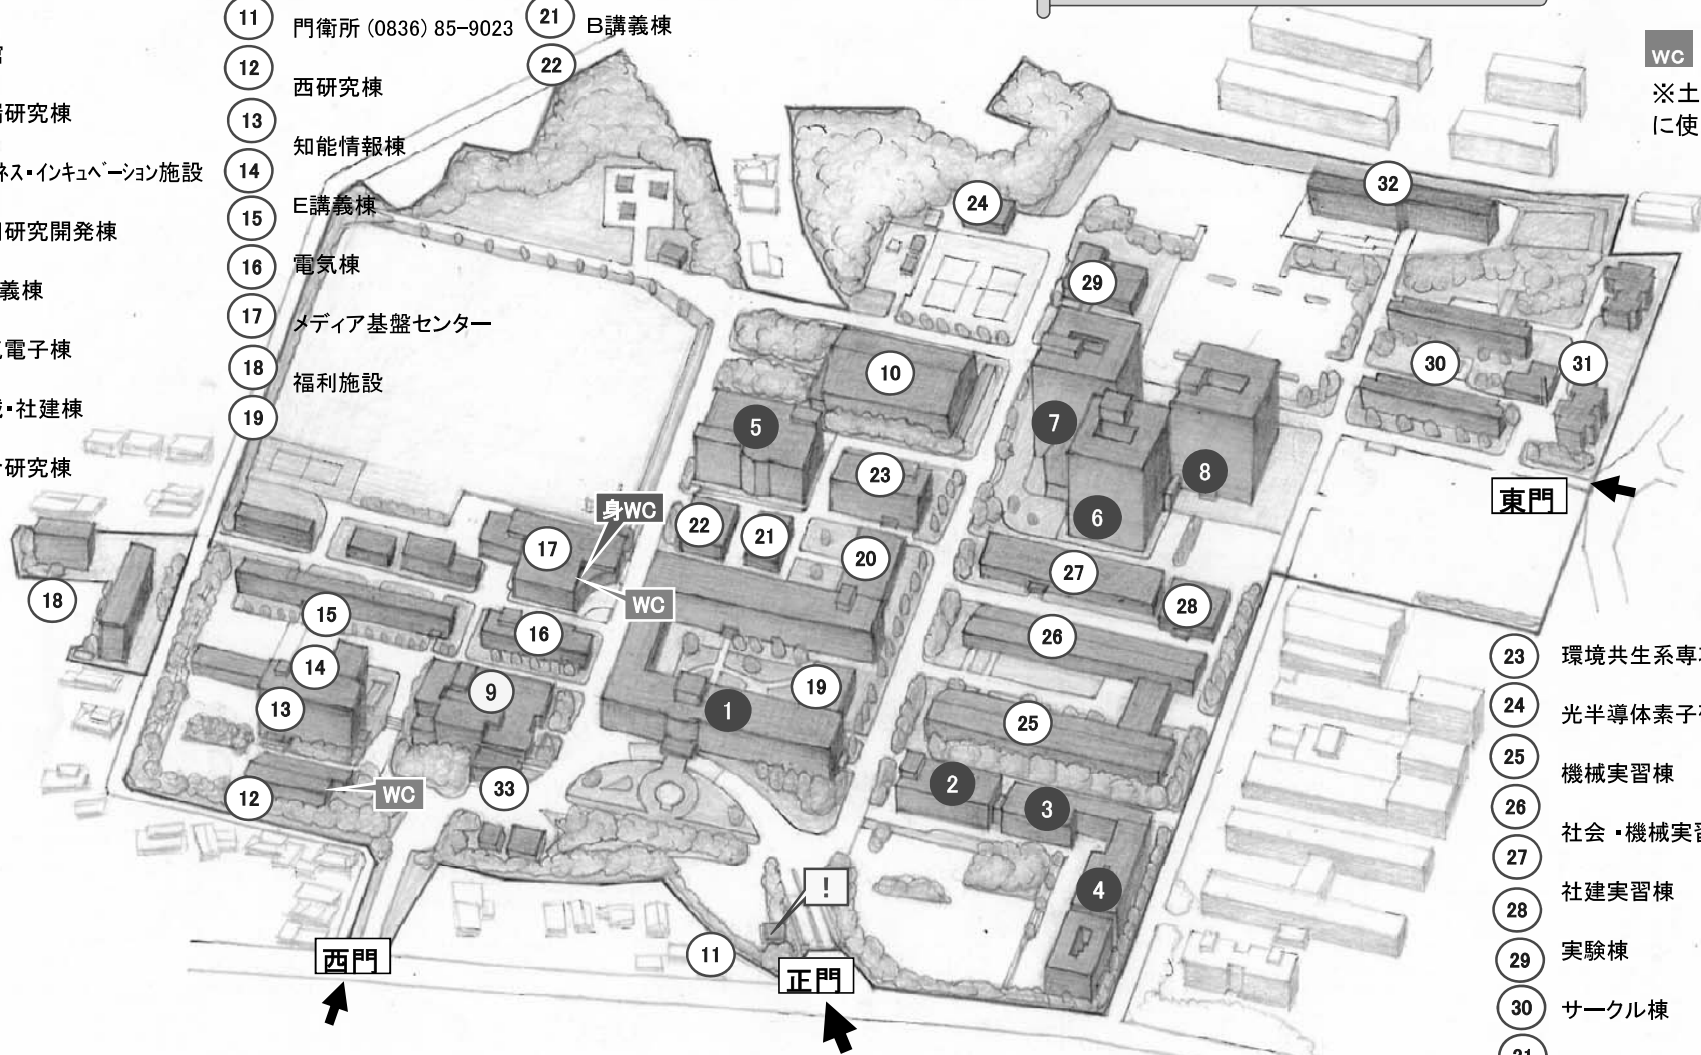 11 門衛所 (0836) 85-9023
21 B講義棟
12 西研究棟
22
13 知能情報棟
14
15 E講義棟
16 電気棟
17 メディア基盤センター
18 福利施設
19
研究棟
ネス・インキュベーション施設
研究開発棟
義棟
電子棟
・社建棟
研究棟
WC
※土
に使
32
24
29
10
30
31
5
7
8
23
6
東門
身WC
22
21
17
20
27
WC
18
28
15
16
26
14
9
19
13
1
25
2
12
WC
33
3
!
4
11
西門
正門
23 環境共生系専
24 光半導体素子
25 機械実習棟
26 社会・機械実習
27
28 社建実習棟
29 実験棟
30 サークル棟
31